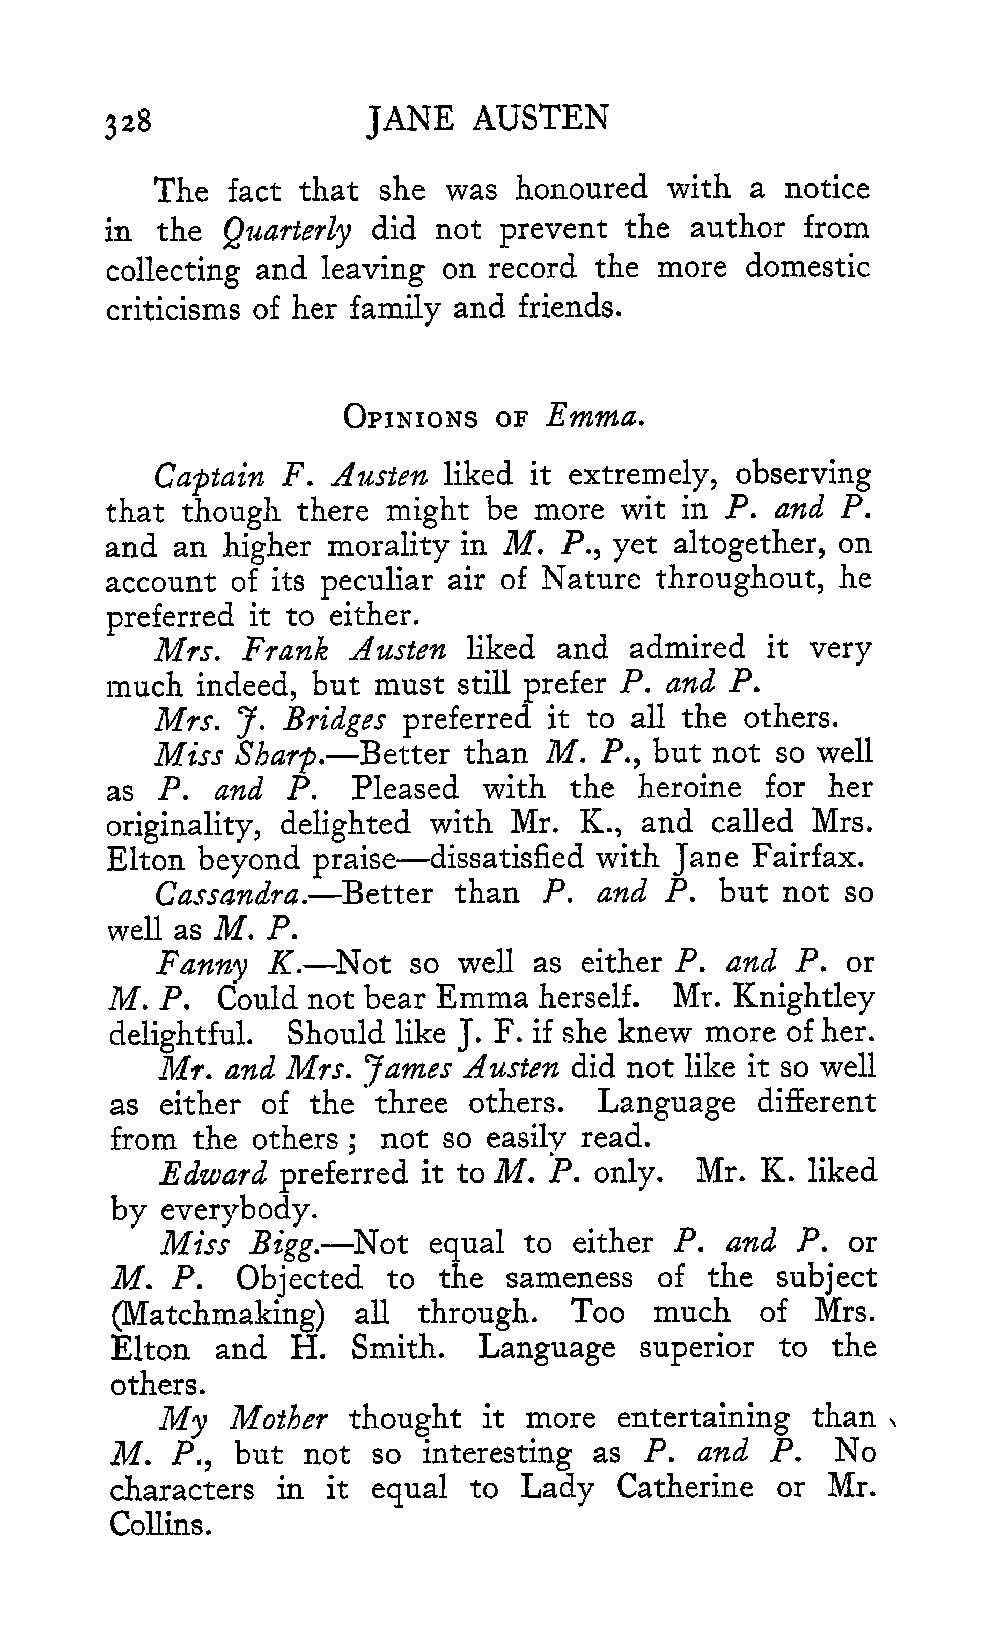 328 JANE AUSTEN
The fact that she was honoured with a notice
in the Quarterly did not prevent the author from
collecting and leaving on record the more domestic
criticisms of her family and friends.
OPINIONS OF Emma.
Captain F. Austen liked it extremely, observing
that though there might be more wit in P. and P.
and an higher morality in M. P., yet altogether, on
account of its peculiar air of Nature throughout, he
preferred it to either.
Mrs. Frank Austen liked and admired it very
much indeed, but must still prefer P. and P.
Mrs. J. Bridges preferred it to all the others.
Miss Sharp.—Better than M. P., but not so well
as P. and P. Pleased with the heroine for her
originality, delighted with Mr. K., and called Mrs.
Elton beyond praise—dissatisfied with Jane Fairfax.
Cassandra.—Better than P. and P. but not so
well as M. P.
Fanny K.—Not so well as either P. and P. or
M. P. Could not bear Emma herself. Mr. Knightley
delightful. Should like J. F. if she knew more of her.
Mr. and Mrs. James Austen did not like it so well
as either of the three others. Language different
from the others ; not so easily read.
Edward preferred it to M. P. only. Mr. K. liked
by everybody.
Miss Bigg.—Not equal to either P. and P. or
M. P. Objected to the sameness of the subject
(Matchmaking) all through. Too much of Mrs.
Elton and H. Smith. Language superior to the
others.
My Mother thought it more entertaining than
M. P., but not so interesting as P. and P. No
characters in it equal to Lady Catherine or Mr.
Collins.